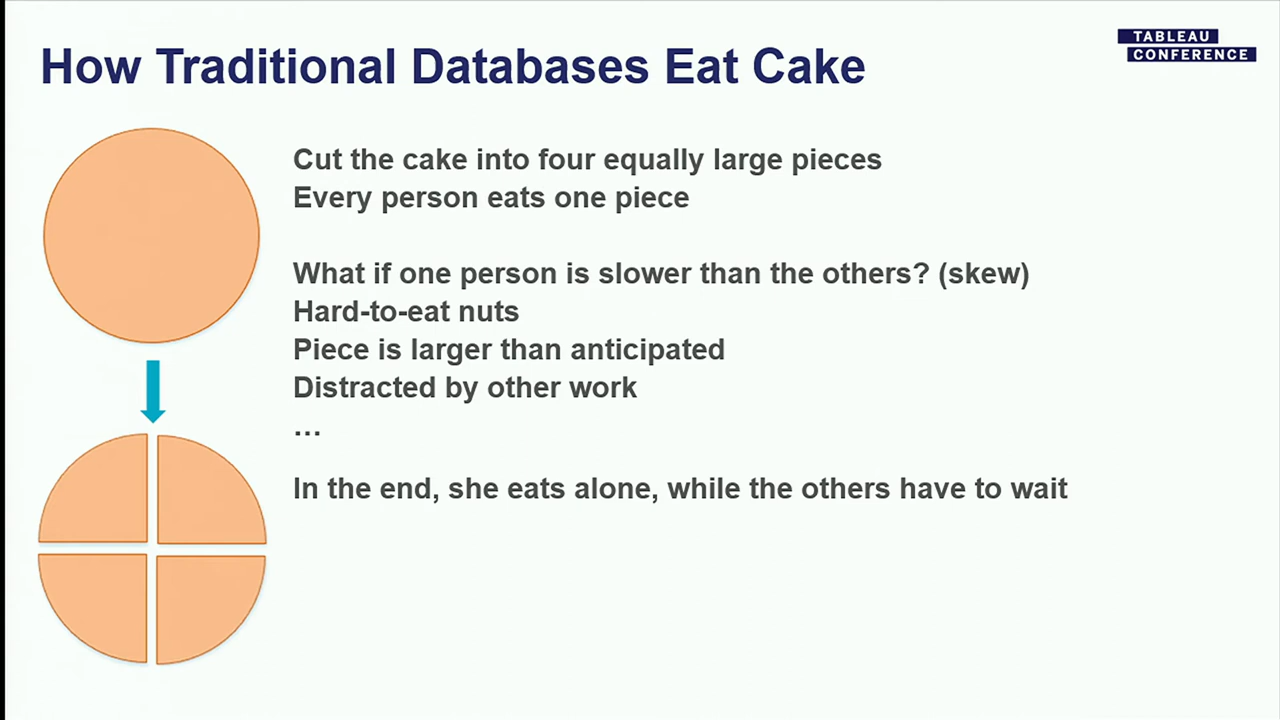 How Traditional Databases Eat Cake
TABLEAU
CONFERENCE
Cut the cake into four equally large pieces
Every person eats one piece
What if one person is slower than the others? (skew)
Hard-to-eat nuts
Piece is larger than anticipated
Distracted by other work
…
In the end, she eats alone, while the others have to wait